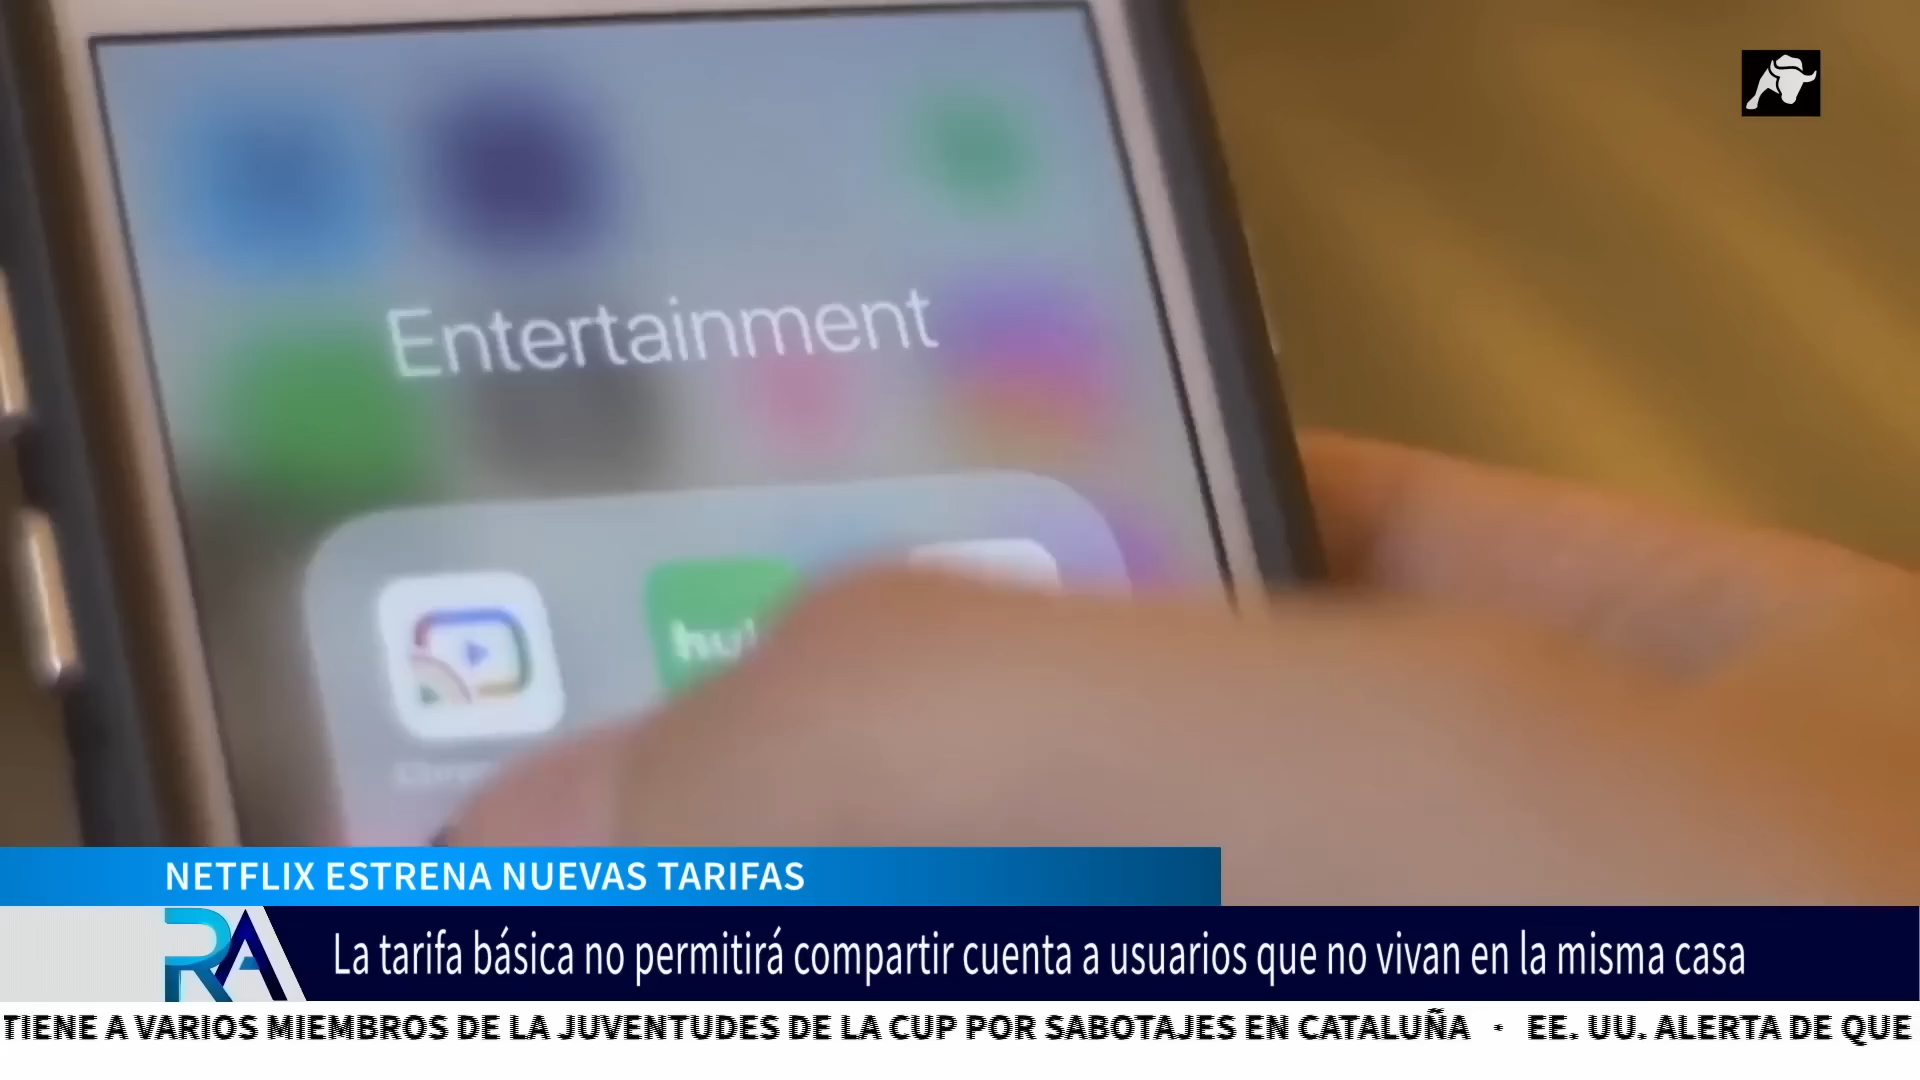 Entertainment
NETFLIX ESTRENA NUEVAS TARIFAS
RA
La tarifa básica no permitirá compartir cuenta a usuarios que no vivan en la misma casa
TIENE A VARIOS MIEMBROS DE LA JUVENTUDES DE LA CUP POR SABOTAJES EN CATALUÑA · EE. UU. ALERTA DE QUE